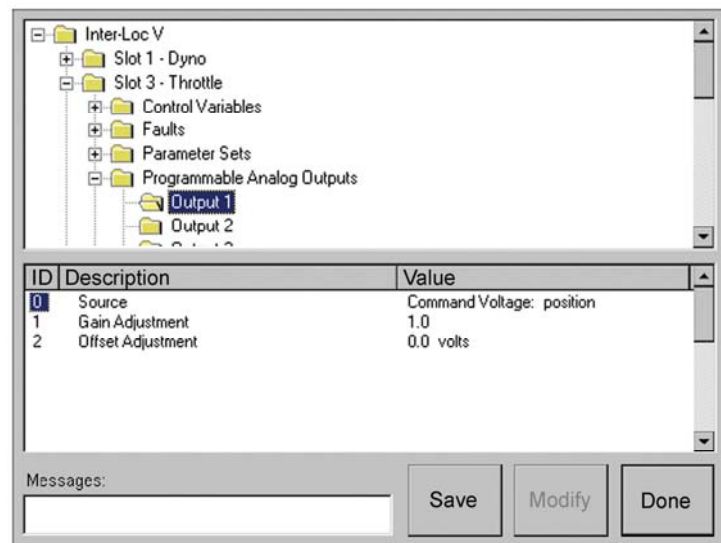 Inter-Loc V
Slot 1 - Dyno
Slot 3 - Throttle
Control Variables
Faults
Parameter Sets
Programmable Analog Outputs
Output 1
Output 2
ID Description Value
0 Source Command Voltage: position
1 Gain Adjustment 1.0
2 Offset Adjustment 0.0 volts
Messages:
Save Modify Done